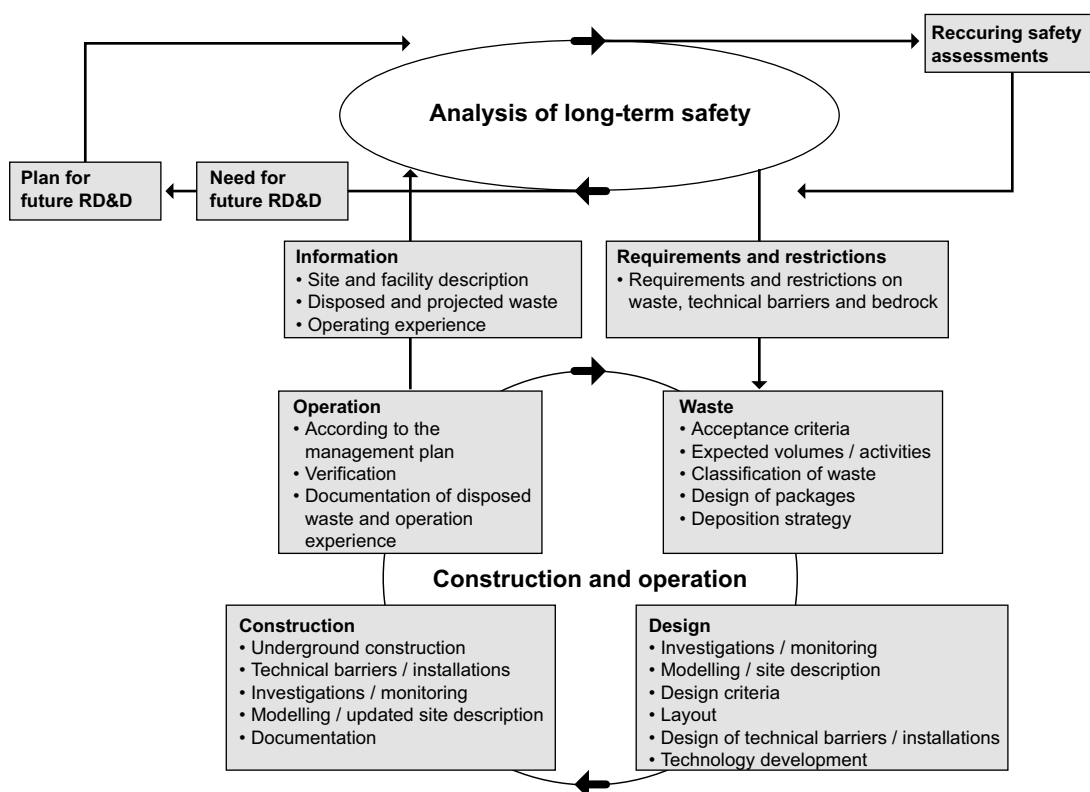 Reccuring safety
assessments
Analysis of long-term safety
Plan for
future RD&D
Need for
future RD&D
Information
• Site and facility description
• Disposed and projected waste
• Operating experience
Requirements and restrictions
• Requirements and restrictions on
waste, technical barriers and bedrock
Operation
• According to the
management plan
• Verification
• Documentation of disposed
waste and operation
experience
Waste
• Acceptance criteria
• Expected volumes / activities
• Classification of waste
• Design of packages
• Deposition strategy
Construction and operation
Construction
• Underground construction
• Technical barriers / installations
• Investigations / monitoring
• Modelling / updated site description
• Documentation
Design
• Investigations / monitoring
• Modelling / site description
• Design criteria
• Layout
• Design of technical barriers / installations
• Technology development